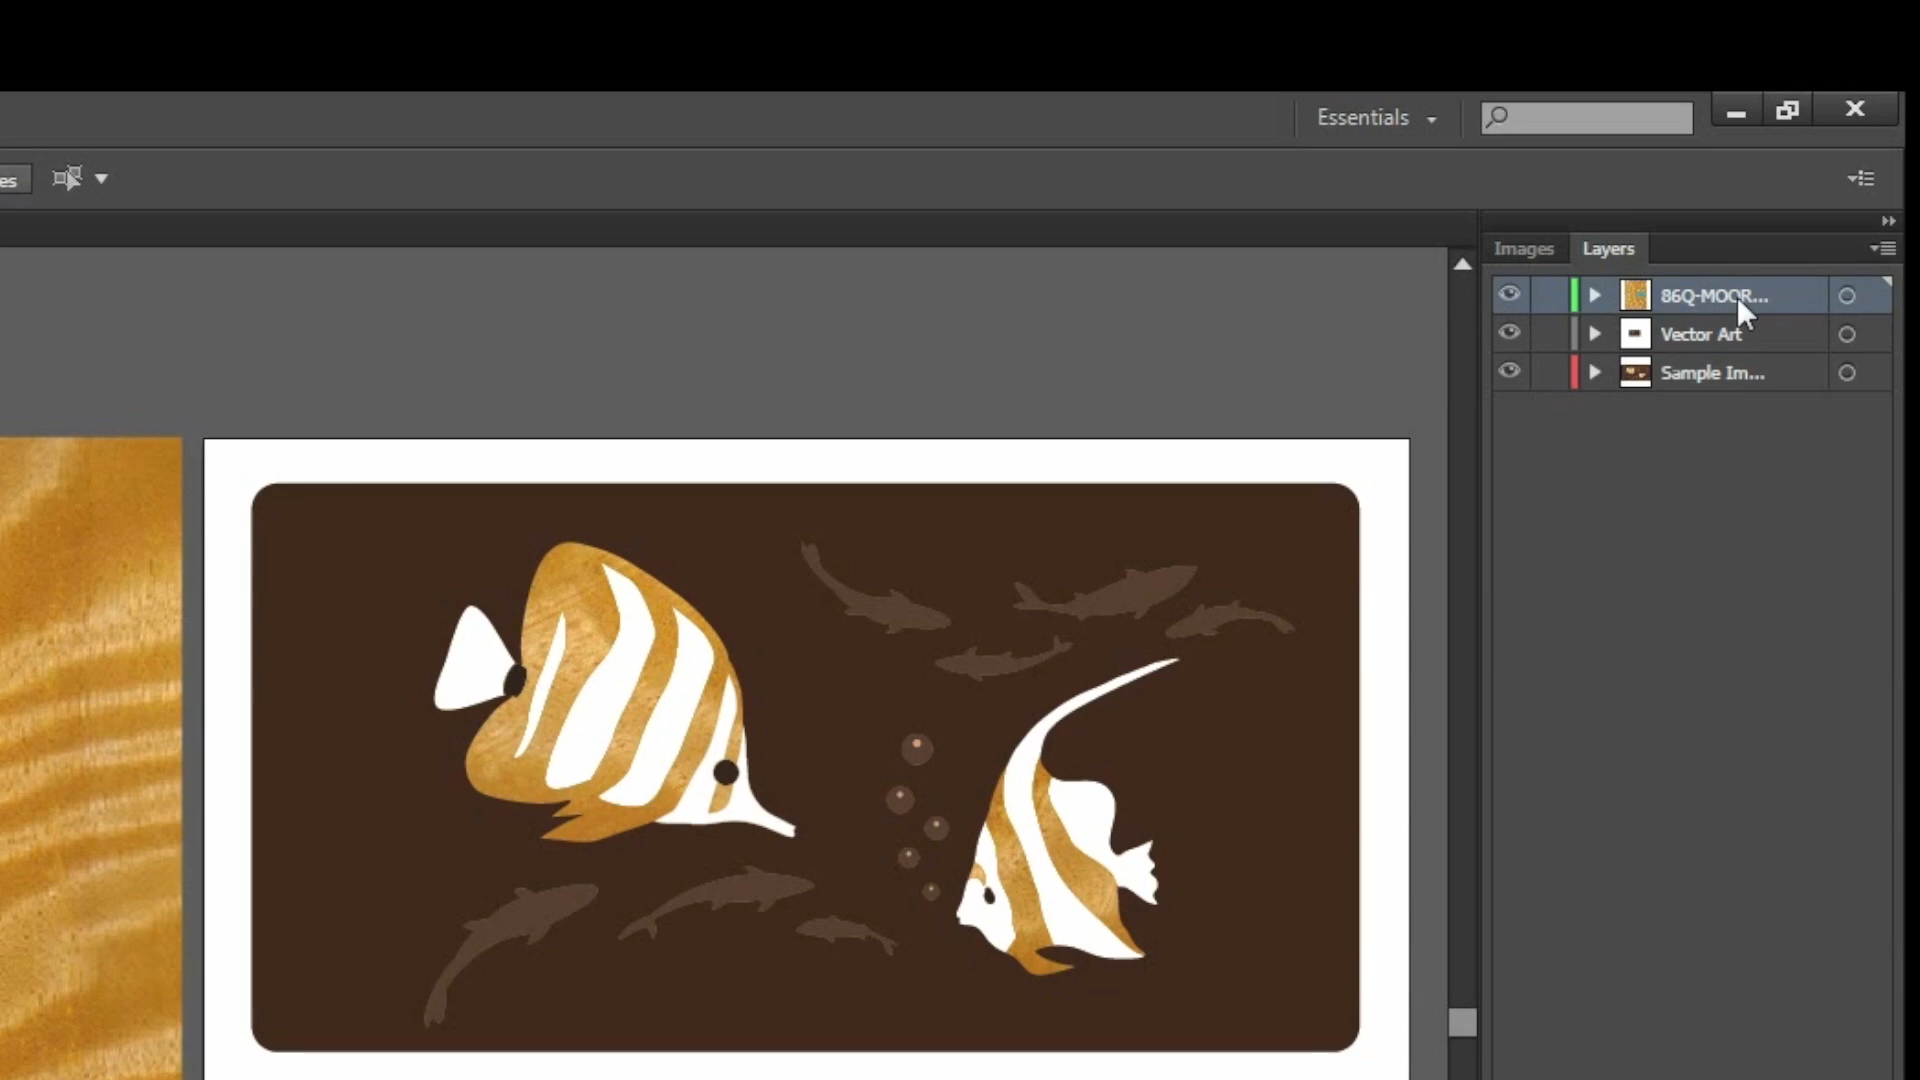 Essentials
es
Images Layers
86Q-MOOR...
Vector Art
Sample Im...